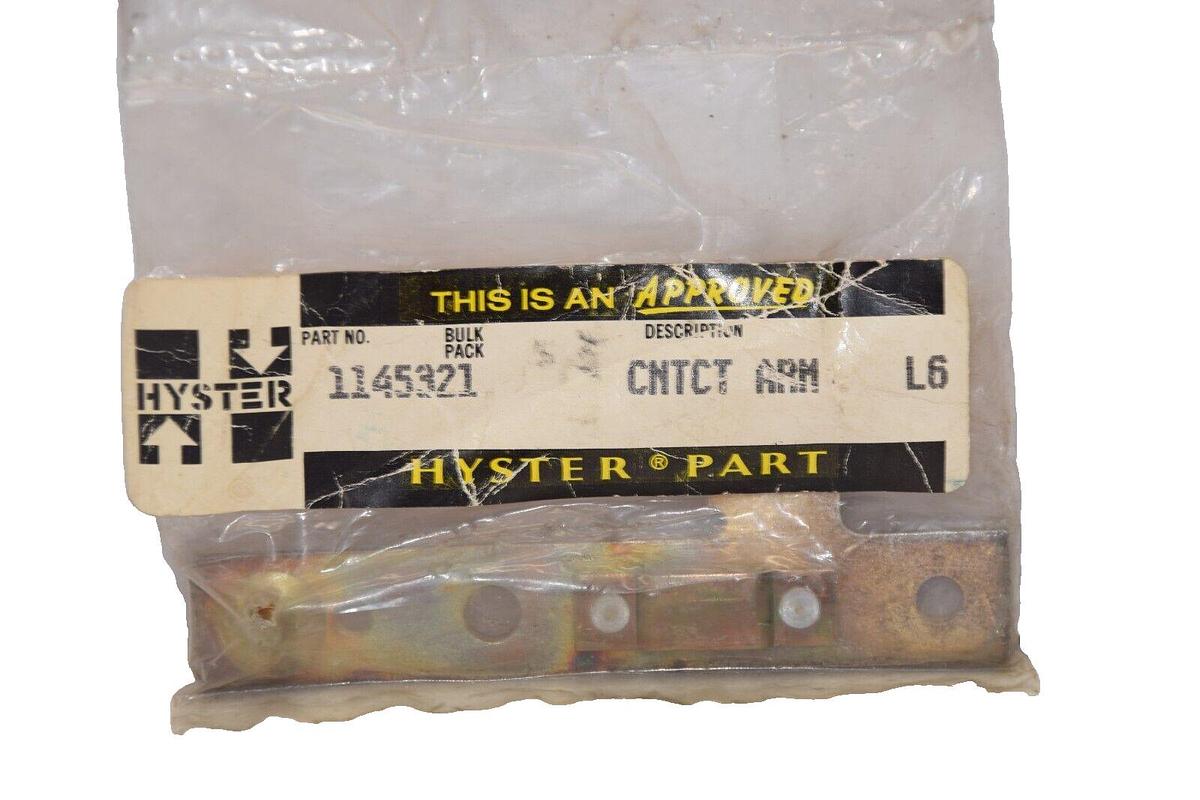 THIS IS AN APPROVED
HYSTER
PART NO.
BULK
PACK
DESCRIPTION
1145321
CNTCT ARM
L6
HYSTER ® PART